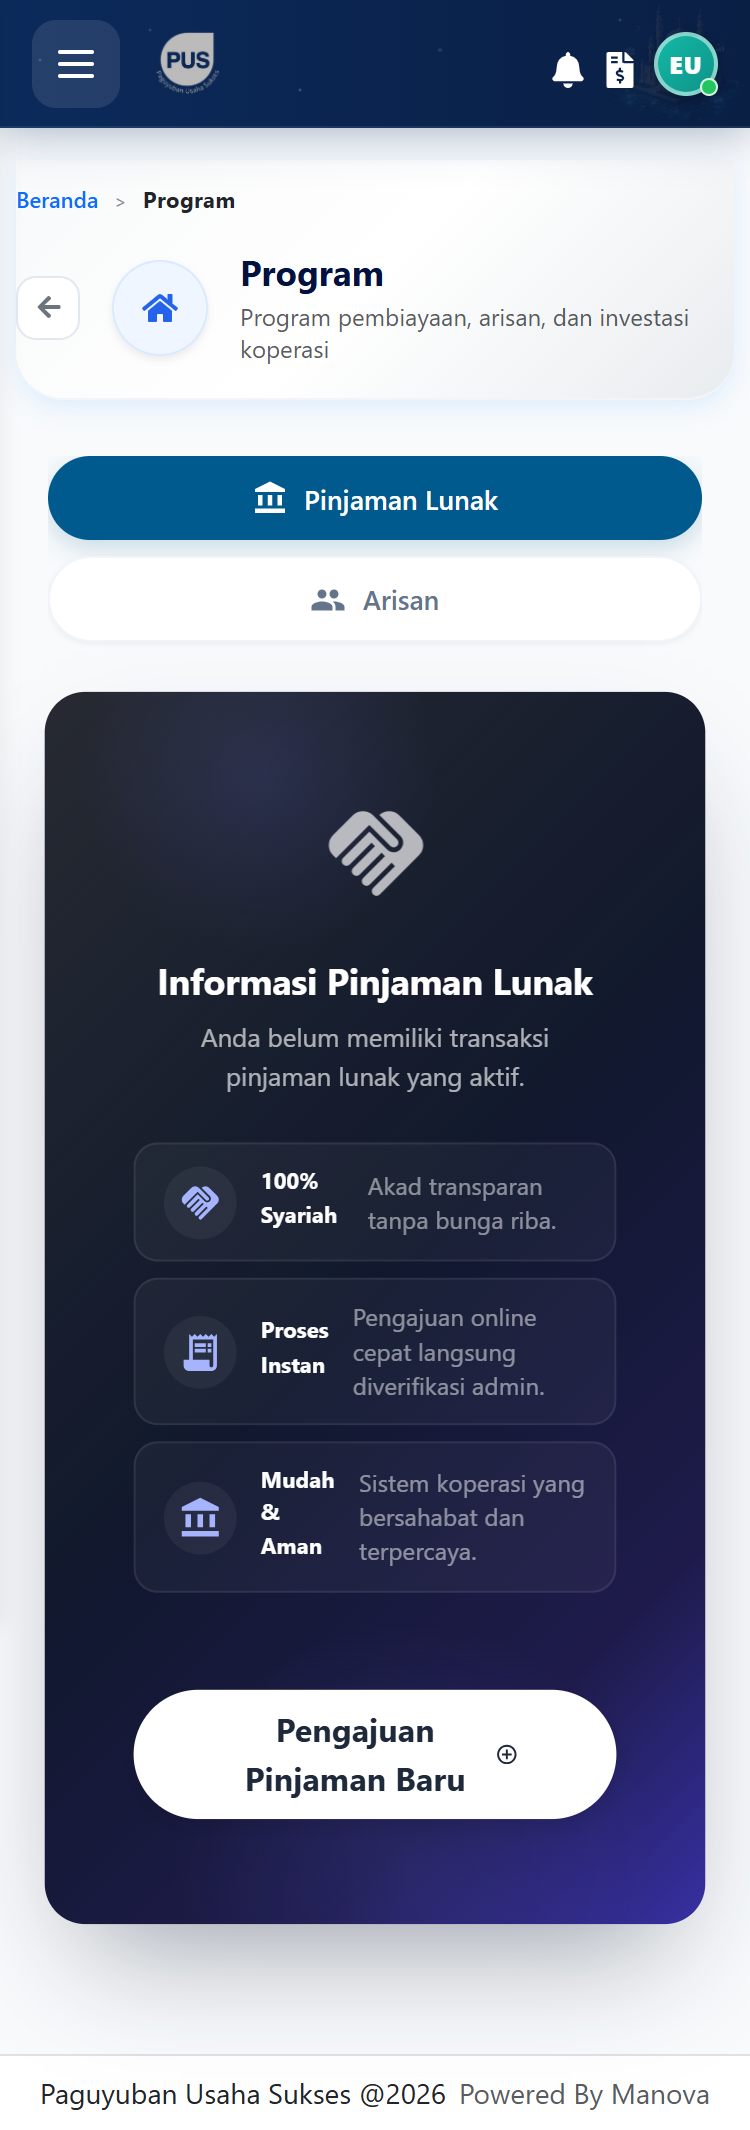 PUS
Paguyuban Usaha Sukses
EU
Beranda > Program
Program
Program pembiayaan, arisan, dan investasi
koperasi
Pinjaman Lunak
Arisan
Informasi Pinjaman Lunak
Anda belum memiliki transaksi
pinjaman lunak yang aktif.
100%
Syariah
Akad transparan
tanpa bunga riba.
Proses
Instan
Pengajuan online
cepat langsung
diverifikasi admin.
Mudah
&
Aman
Sistem koperasi yang
bersahabat dan
terpercaya.
Pengajuan
Pinjaman Baru
Paguyuban Usaha Sukses @2026 Powered By Manova